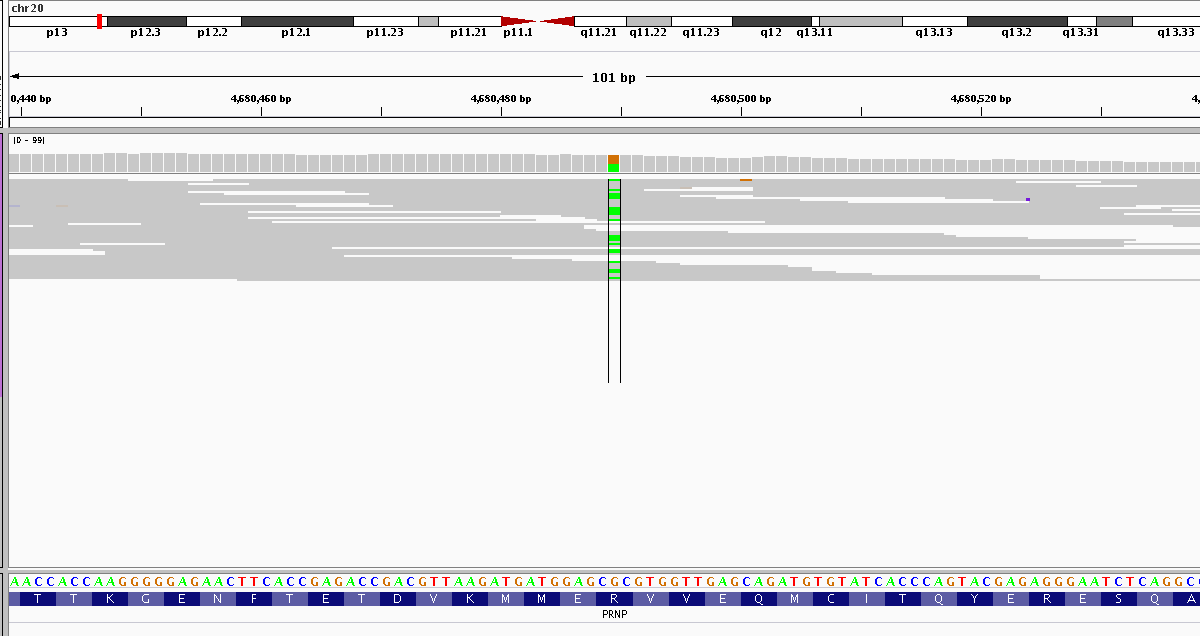 chr20
p13 p12.3 p12.2 p12.1 p11.23 p11.21 p11.1 q11.21 q11.22 q11.23 q12 q13.11 q13.13 q13.2 q13.31 q13.33
101 bp
0,440 bp 4,680,460 bp 4,680,480 bp 4,680,500 bp 4,680,520 bp 4,
[0 - 99]
AACCACCAAGGGGGAGAACTTCACCGAGACCGACGTTAAGATGATGGAGCGCGTGGTTGAGCAGATGTGTATCACCCAGTACGAGAGGGAATCTCAGGC
T T K G E N F T E T D V K M M E R V V E Q M C I T Q Y E R E S Q A
PRNP